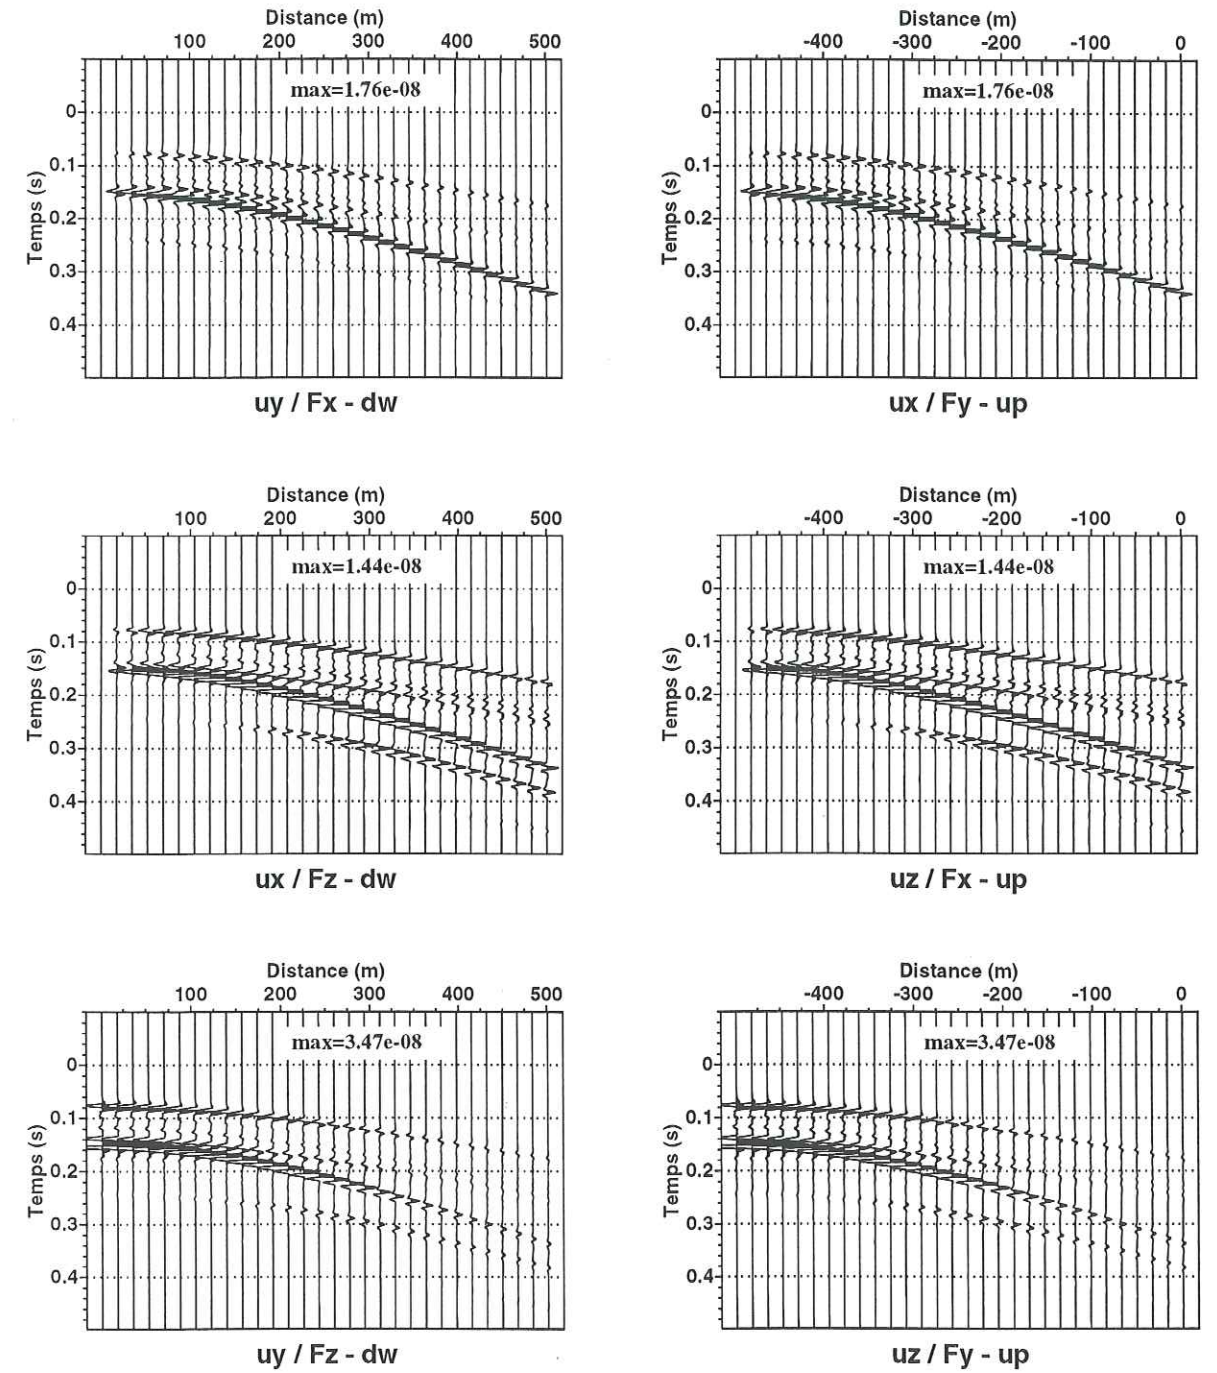 Distance (m)
100 200 300 400 500
max=1.76e-08
0
0.1
0.2
0.3
0.4
Temps (s)
uy / Fx - dw
Distance (m)
-400 -300 -200 -100 0
max=1.76e-08
0
0.1
0.2
0.3
0.4
Temps (s)
ux / Fy - up
Distance (m)
100 200 300 400 500
max=1.44e-08
0
0.1
0.2
0.3
0.4
Temps (s)
ux / Fz - dw
Distance (m)
-400 -300 -200 -100 0
max=1.44e-08
0
0.1
0.2
0.3
0.4
Temps (s)
uz / Fx - up
Distance (m)
100 200 300 400 500
max=3.47e-08
0
0.1
0.2
0.3
0.4
Temps (s)
uy / Fz - dw
Distance (m)
-400 -300 -200 -100 0
max=3.47e-08
0
0.1
0.2
0.3
0.4
Temps (s)
uz / Fy - up